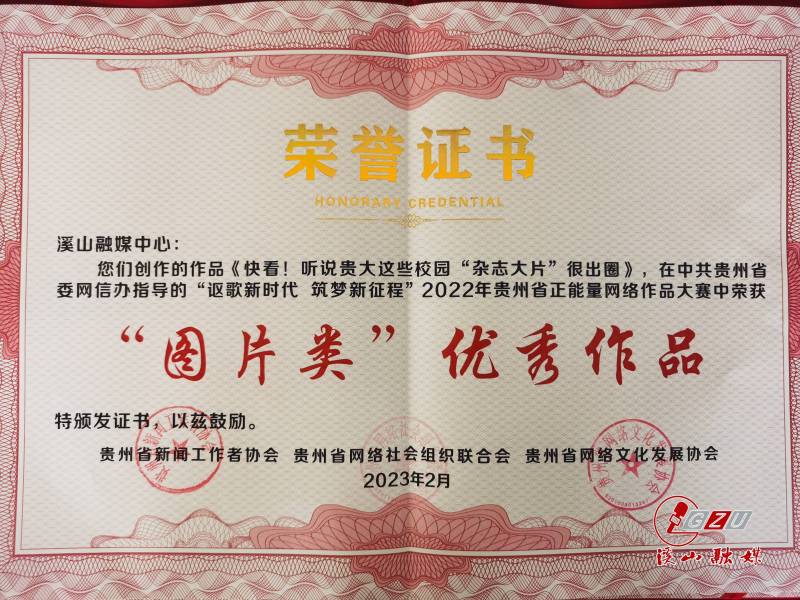 荣誉证书
HONORARY CREDENTIAL
溪山融媒中心：
您们创作的作品《快看！听说贵大这些校园“杂志大片”很出圈》，在中共贵州省
委网信办指导的“讴歌新时代 筑梦新征程”2022年贵州省正能量网络作品大赛中荣获
“图片类”优秀作品
特颁发证书，以兹鼓励。
贵州省新闻工作者协会 贵州省网络社会组织联合会 贵州省网络文化发展协会
2023年2月
GZU
溪山融媒